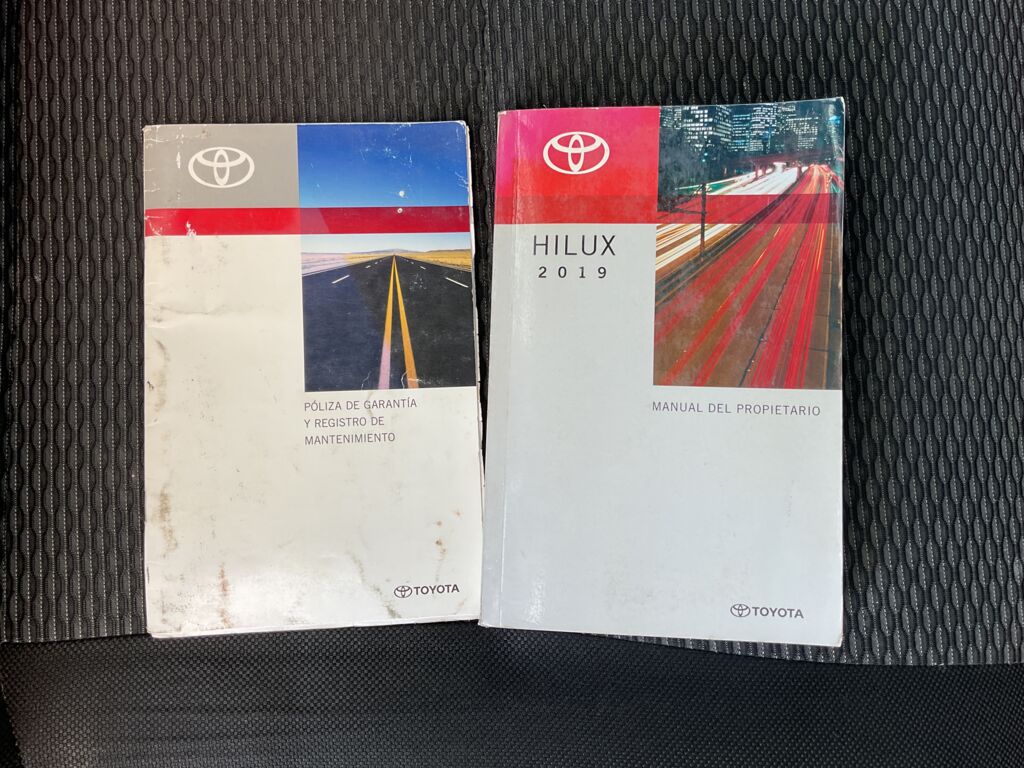 PÓLIZA DE GARANTÍA
Y REGISTRO DE
MANTENIMIENTO
TOYOTA
HILUX
2019
MANUAL DEL PROPIETARIO
TOYOTA